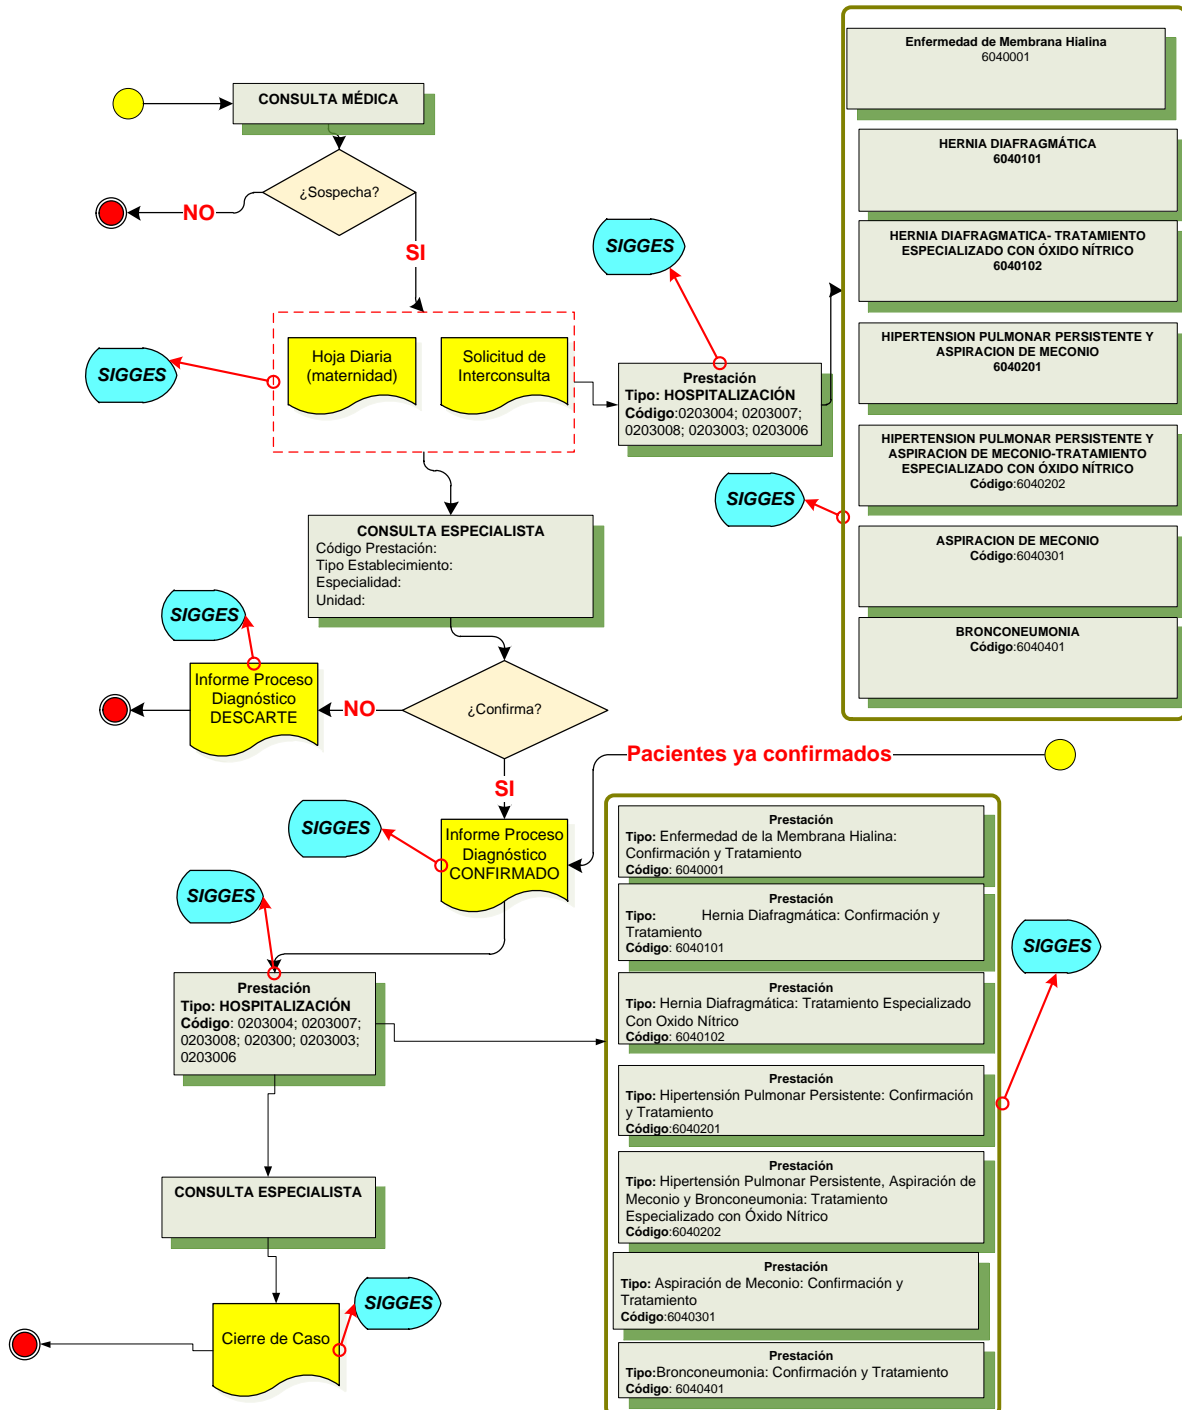 Enfermedad de Membrana Hialina
6040001
CONSULTA MÉDICA
HERNIA DIAFRAGMÁTICA
6040101
¿Sospecha?
NO
SI
SIGGES
HERNIA DIAFRAGMATICA- TRATAMIENTO
ESPECIALIZADO CON ÓXIDO NÍTRICO
6040102
HIPERTENSION PULMONAR PERSISTENTE Y
ASPIRACION DE MECONIO
6040201
SIGGES
Hoja Diaria
(maternidad)
Solicitud de
Interconsulta
Prestación
Tipo: HOSPITALIZACIÓN
Código:0203004; 0203007;
0203008; 0203003; 0203006
HIPERTENSION PULMONAR PERSISTENTE Y
ASPIRACION DE MECONIO-TRATAMIENTO
ESPECIALIZADO CON ÓXIDO NÍTRICO
Código:6040202
SIGGES
ASPIRACION DE MECONIO
Código:6040301
CONSULTA ESPECIALISTA
Código Prestación:
Tipo Establecimiento:
Especialidad:
Unidad:
BRONCONEUMONIA
Código:6040401
SIGGES
Informe Proceso
Diagnóstico
DESCARTE
NO
¿Confirma?
SI
Pacientes ya confirmados
SIGGES
Informe Proceso
Diagnóstico
CONFIRMADO
Prestación
Tipo: Enfermedad de la Membrana Hialina:
Confirmación y Tratamiento
Código: 6040001
SIGGES
Prestación
Tipo: Hernia Diafragmática: Confirmación y
Tratamiento
Código: 6040101
SIGGES
Prestación
Tipo: HOSPITALIZACIÓN
Código: 0203004; 0203007;
0203008; 020300; 0203003;
0203006
Prestación
Tipo: Hernia Diafragmática: Tratamiento Especializado
Con Oxido Nítrico
Código: 6040102
Prestación
Tipo: Hipertensión Pulmonar Persistente: Confirmación
y Tratamiento
Código:6040201
Prestación
Tipo: Hipertensión Pulmonar Persistente, Aspiración de
Meconio y Bronconeumonia: Tratamiento
Especializado con Óxido Nítrico
Código:6040202
CONSULTA ESPECIALISTA
Prestación
Tipo: Aspiración de Meconio: Confirmación y
Tratamiento
Código:6040301
SIGGES
Cierre de Caso
Prestación
Tipo:Bronconeumonia: Confirmación y Tratamiento
Código: 6040401